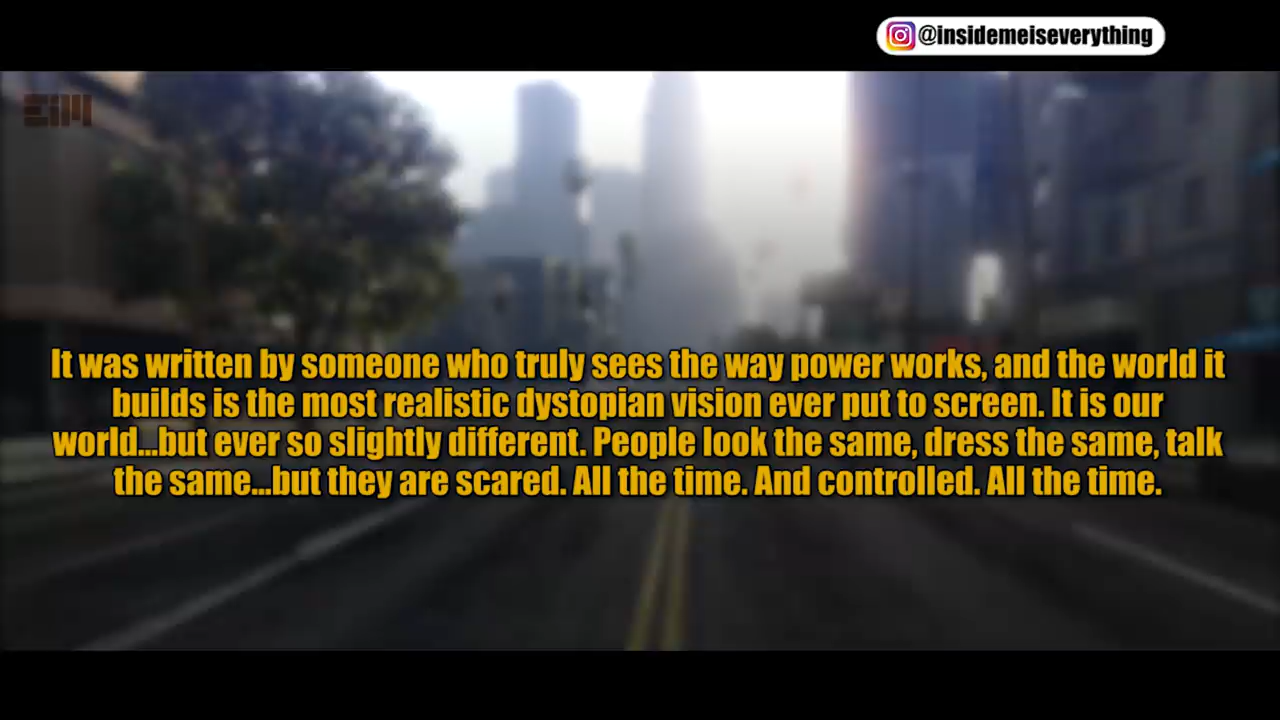 @insidemeiseverything
EIM
It was written by someone who truly sees the way power works, and the world it
builds is the most realistic dystopian vision ever put to screen. It is our
world...but ever so slightly different. People look the same, dress the same, talk
the same...but they are scared. All the time. And controlled. All the time.